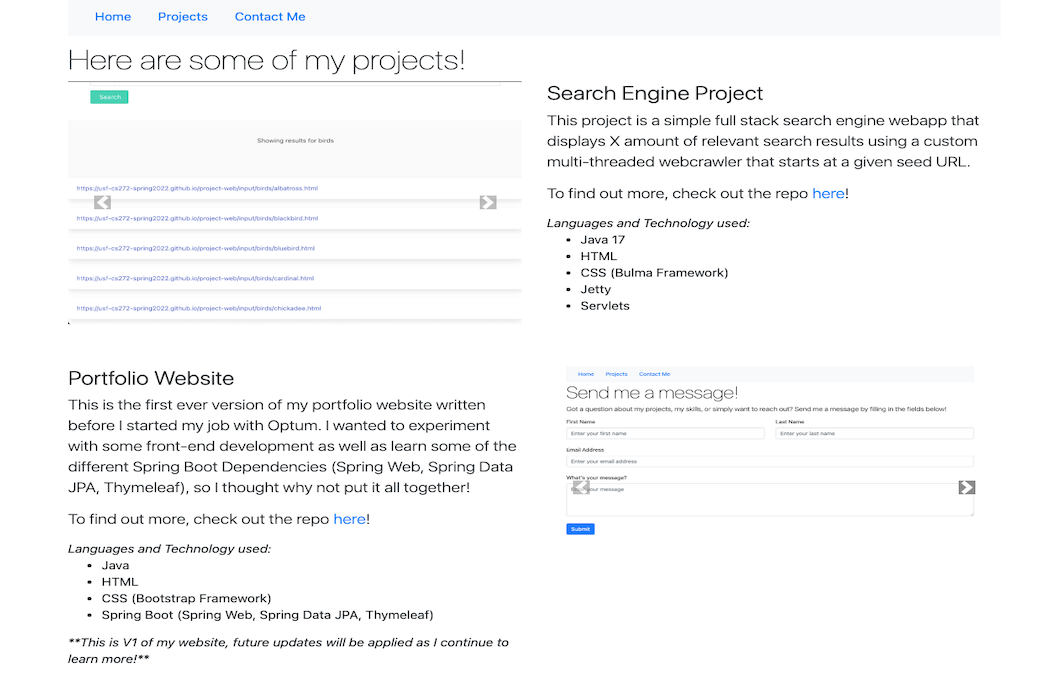 Home Projects Contact Me
Here are some of my projects!
Search
Showing results for birds
https://usf-cs272-spring2022.github.io/project-web/input/birds/albatross.html
https://usf-cs272-spring2022.github.io/project-web/input/birds/blackbird.html
https://usf-cs272-spring2022.github.io/project-web/input/birds/bluebird.html
https://usf-cs272-spring2022.github.io/project-web/input/birds/cardinal.html
https://usf-cs272-spring2022.github.io/project-web/input/birds/chickadee.html
Search Engine Project
This project is a simple full stack search engine webapp that
displays X amount of relevant search results using a custom
multi-threaded webcrawler that starts at a given seed URL.
To find out more, check out the repo here!
Languages and Technology used:
• Java 17
• HTML
• CSS (Bulma Framework)
• Jetty
• Servlets
Portfolio Website
This is the first ever version of my portfolio website written
before I started my job with Optum. I wanted to experiment
with some front-end development as well as learn some of the
different Spring Boot Dependencies (Spring Web, Spring Data
JPA, Thymeleaf), so I thought why not put it all together!
To find out more, check out the repo here!
Languages and Technology used:
• Java
• HTML
• CSS (Bootstrap Framework)
• Spring Boot (Spring Web, Spring Data JPA, Thymeleaf)
**This is V1 of my website, future updates will be applied as I continue to
learn more!**
Home Projects Contact Me
Send me a message!
Got a question about my projects, my skills, or simply want to reach out? Send me a message by filling in the fields below!
First Name Last Name
Enter your first name Enter your last name
Email Address
Enter your email address
What's your message?
your message
Submit